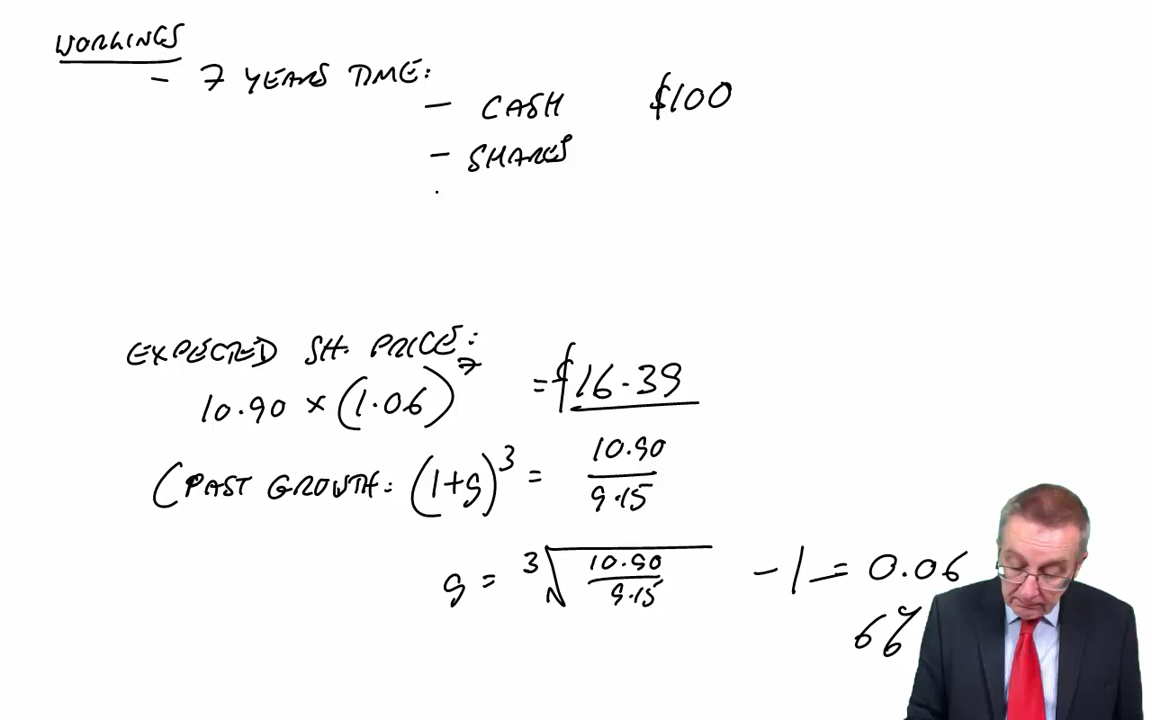 WORKINGS
- 7 YEARS TIME:
- CASH $100
- SHARES
EXPECTED SH. PRICE:
10.90 × (1.06)^7 = $16.39
(PAST GROWTH: (1+g)^3 = 10.90/9.15
g = ∛(10.90/9.15) - 1 = 0.06
6%